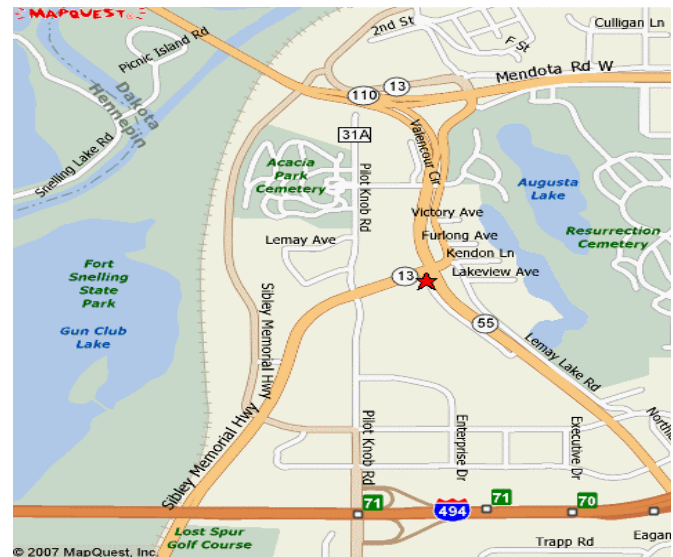 MAPQUEST
Picnic Island Rd
2nd St
F St
Culligan Ln
Mendota Rd W
13
110
Dakota
Hennepin
Snelling Lake Rd
31A
Valencour Cir
Acacia
Park
Cemetery
Pilot Knob Rd
Augusta
Lake
Victory Ave
Resurrection
Cemetery
Furlong Ave
Lemay Ave
Kendon Ln
Lakeview Ave
13
Fort
Snelling
State
Park
Gun Club
Lake
Sibley Memorial Hwy
55
Lemay Lake Rd
Sibley Memorial Hwy
Pilot Knob Rd
Enterprise Dr
Executive Dr
71
494
71
70
Lost Spur
Golf Course
Trapp Rd
Eagan
© 2007 MapQuest, Inc